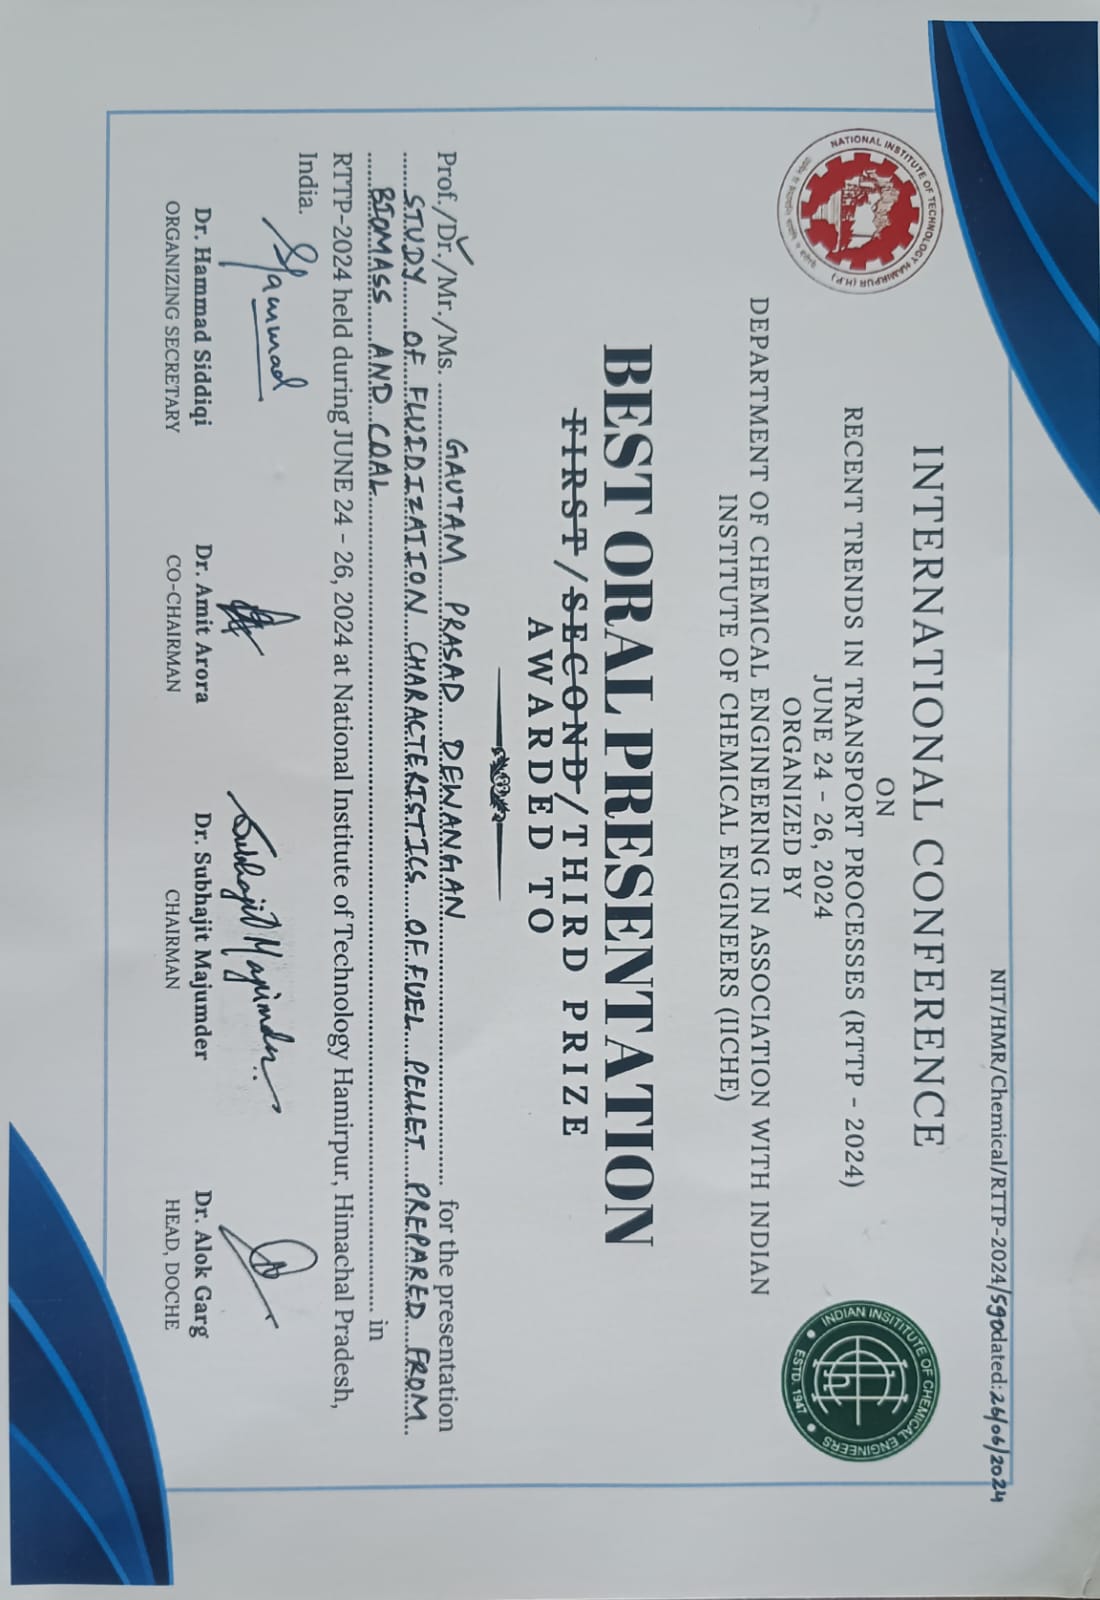 NIT/HMR/Chemical/RTTP-2024/590 dated: 26/06/2024
NATIONAL INSTITUTE OF TECHNOLOGY HAMIRPUR (H.P.)
INDIAN INSITITUTE OF CHEMICAL ENGINEERS
ESTD. 1947
INTERNATIONAL CONFERENCE
ON
RECENT TRENDS IN TRANSPORT PROCESSES (RTTP - 2024)
JUNE 24 - 26, 2024
ORGANIZED BY
DEPARTMENT OF CHEMICAL ENGINEERING IN ASSOCIATION WITH INDIAN
INSTITUTE OF CHEMICAL ENGINEERS (IICHE)
BEST ORAL PRESENTATION
FIRST/SECOND/THIRD PRIZE
AWARDED TO
Prof./Dr./Mr./Ms. GAUTAM PRASAD DEWANGAN for the presentation
STUDY OF FLUIDIZATION CHARACTERISTICS OF FUEL PELLET PREPARED FROM
BIOMASS AND COAL in
RTTP-2024 held during JUNE 24 - 26, 2024 at National Institute of Technology Hamirpur, Himachal Pradesh,
India.
Hammad
Subhajit Majumder
Dr. Hammad Siddiqi
ORGANIZING SECRETARY
Dr. Amit Arora
CO-CHAIRMAN
Dr. Subhajit Majumder
CHAIRMAN
Dr. Alok Garg
HEAD, DOCHE